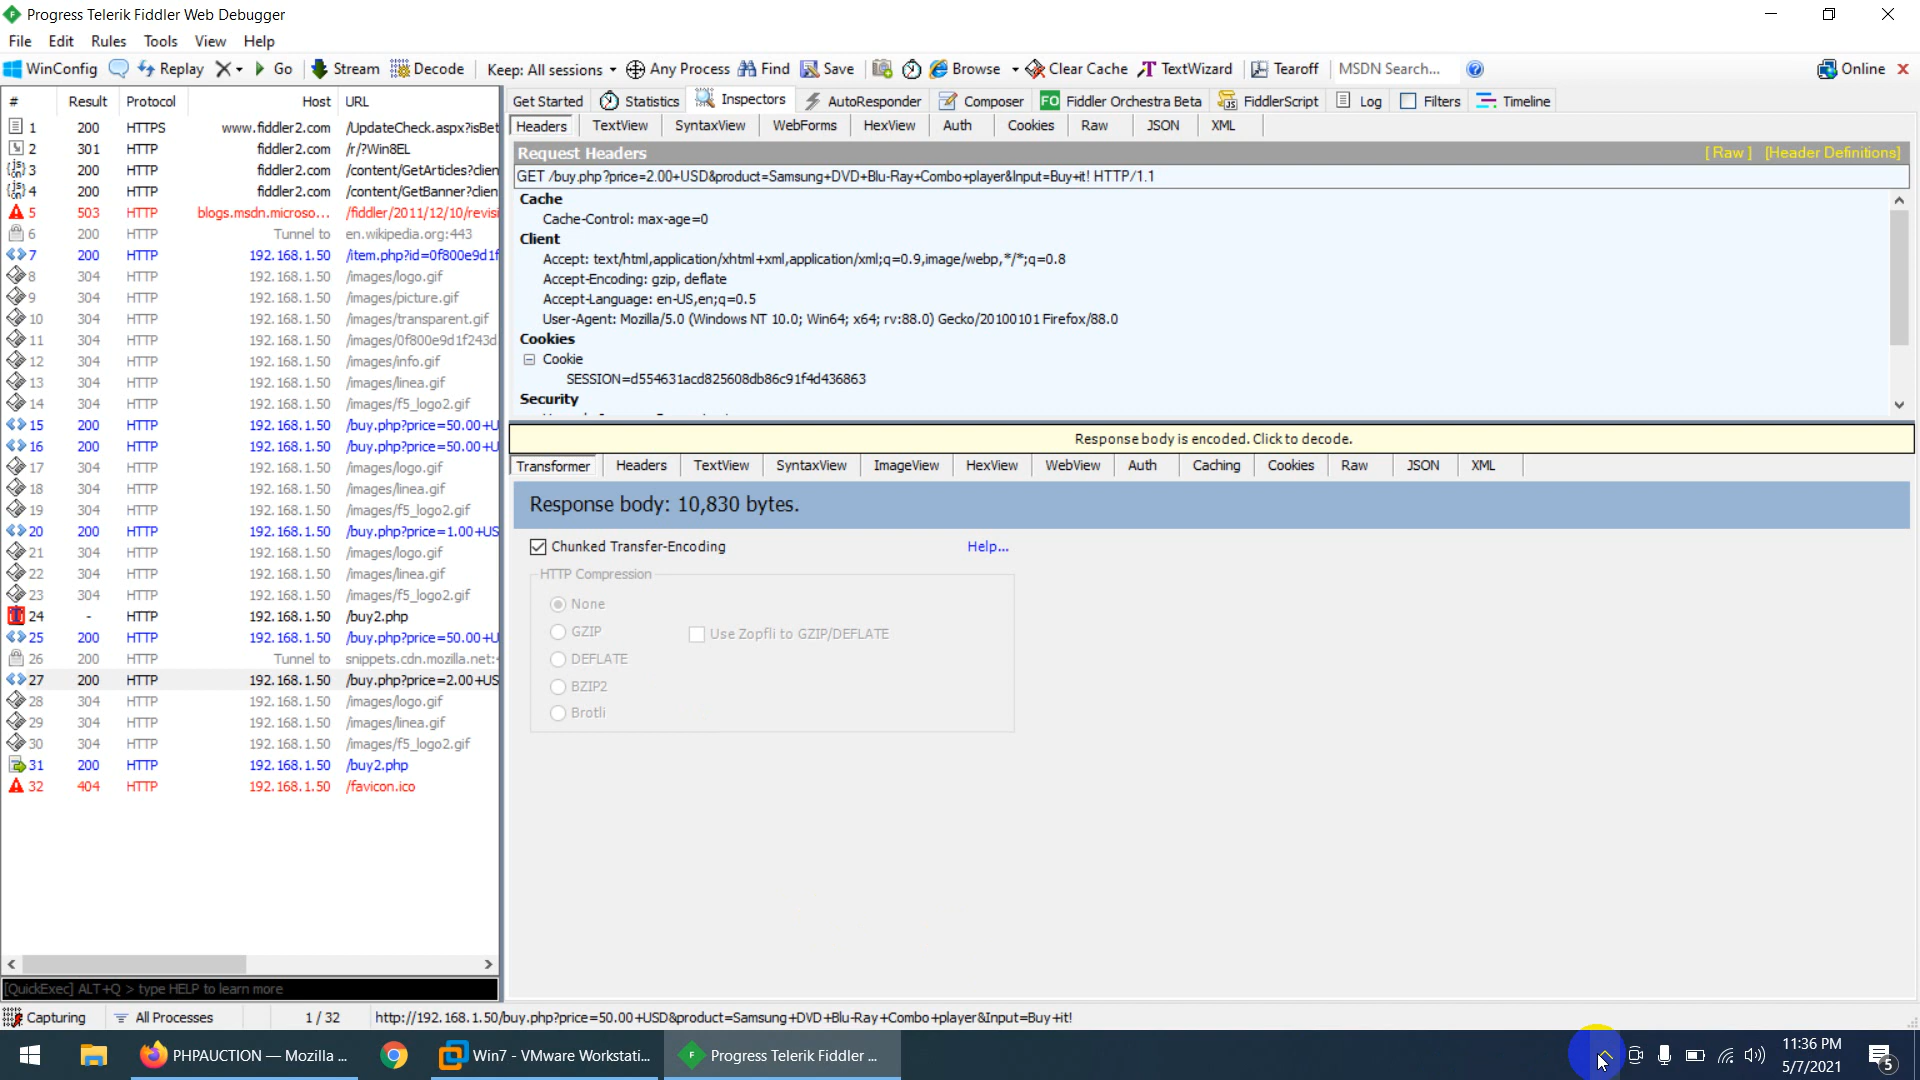 Progress Telerik Fiddler Web Debugger
File Edit Rules Tools View Help
WinConfig Replay Go Stream Decode Keep: All sessions Any Process Find Save Browse Clear Cache TextWizard Tearoff MSDN Search... Online
# Result Protocol Host URL
1 200 HTTPS www.fiddler2.com /UpdateCheck.aspx?isBet
2 301 HTTP fiddler2.com /r/?Win8EL
3 200 HTTP fiddler2.com /content/GetArticles?clien
4 200 HTTP fiddler2.com /content/GetBanner?clien
5 503 HTTP blogs.msdn.microso... /fiddler/2011/12/10/revisi
6 200 HTTP Tunnel to en.wikipedia.org:443
7 200 HTTP 192.168.1.50 /item.php?id=0f800e9d1f
8 304 HTTP 192.168.1.50 /images/logo.gif
9 304 HTTP 192.168.1.50 /images/picture.gif
10 304 HTTP 192.168.1.50 /images/transparent.gif
11 304 HTTP 192.168.1.50 /images/0f800e9d1f243d
12 304 HTTP 192.168.1.50 /images/info.gif
13 304 HTTP 192.168.1.50 /images/linea.gif
14 304 HTTP 192.168.1.50 /images/f5_logo2.gif
15 200 HTTP 192.168.1.50 /buy.php?price=50.00+U
16 200 HTTP 192.168.1.50 /buy.php?price=50.00+U
17 304 HTTP 192.168.1.50 /images/logo.gif
18 304 HTTP 192.168.1.50 /images/linea.gif
19 304 HTTP 192.168.1.50 /images/f5_logo2.gif
20 200 HTTP 192.168.1.50 /buy.php?price=1.00+US
21 304 HTTP 192.168.1.50 /images/logo.gif
22 304 HTTP 192.168.1.50 /images/linea.gif
23 304 HTTP 192.168.1.50 /images/f5_logo2.gif
24 - HTTP 192.168.1.50 /buy2.php
25 200 HTTP 192.168.1.50 /buy.php?price=50.00+U
26 200 HTTP Tunnel to snippets.cdn.mozilla.net:
27 200 HTTP 192.168.1.50 /buy.php?price=2.00+US
28 304 HTTP 192.168.1.50 /images/logo.gif
29 304 HTTP 192.168.1.50 /images/linea.gif
30 304 HTTP 192.168.1.50 /images/f5_logo2.gif
31 200 HTTP 192.168.1.50 /buy2.php
32 404 HTTP 192.168.1.50 /favicon.ico
[QuickExec] ALT+Q > type HELP to learn more
Get Started Statistics Inspectors AutoResponder Composer FO Fiddler Orchestra Beta FiddlerScript Log Filters Timeline
Headers TextView SyntaxView WebForms HexView Auth Cookies Raw JSON XML
Request Headers [ Raw ] [Header Definitions]
GET /buy.php?price=2.00+USD&product=Samsung+DVD+Blu-Ray+Combo+player&Input=Buy+it! HTTP/1.1
Cache
Cache-Control: max-age=0
Client
Accept: text/html,application/xhtml+xml,application/xml;q=0.9,image/webp,*/*;q=0.8
Accept-Encoding: gzip, deflate
Accept-Language: en-US,en;q=0.5
User-Agent: Mozilla/5.0 (Windows NT 10.0; Win64; x64; rv:88.0) Gecko/20100101 Firefox/88.0
Cookies
Cookie
SESSION=d554631acd825608db86c91f4d436863
Security
Response body is encoded. Click to decode.
Transformer Headers TextView SyntaxView ImageView HexView WebView Auth Caching Cookies Raw JSON XML
Response body: 10,830 bytes.
Chunked Transfer-Encoding Help...
HTTP Compression
None
GZIP Use Zopfli to GZIP/DEFLATE
DEFLATE
BZIP2
Brotli
Capturing All Processes 1 / 32 http://192.168.1.50/buy.php?price=50.00+USD&product=Samsung+DVD+Blu-Ray+Combo+player&Input=Buy+it!
PHPAUCTION — Mozilla ... Win7 - VMware Workstati... Progress Telerik Fiddler ... 11:36 PM
5/7/2021 5